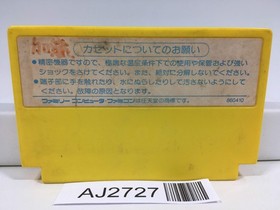 カセットについてのお願い
●精密機器ですので、極端な温度条件下での使用や保管および強い
ショックをさけてください。また、絶対に分解しないでください。
●端子部に手で触れたり、水にぬらしたりして汚さないようにして
ください。故障の原因となります。
ファミリーコンピュータ・ファミコンは任天堂の商標です。
AJ2727